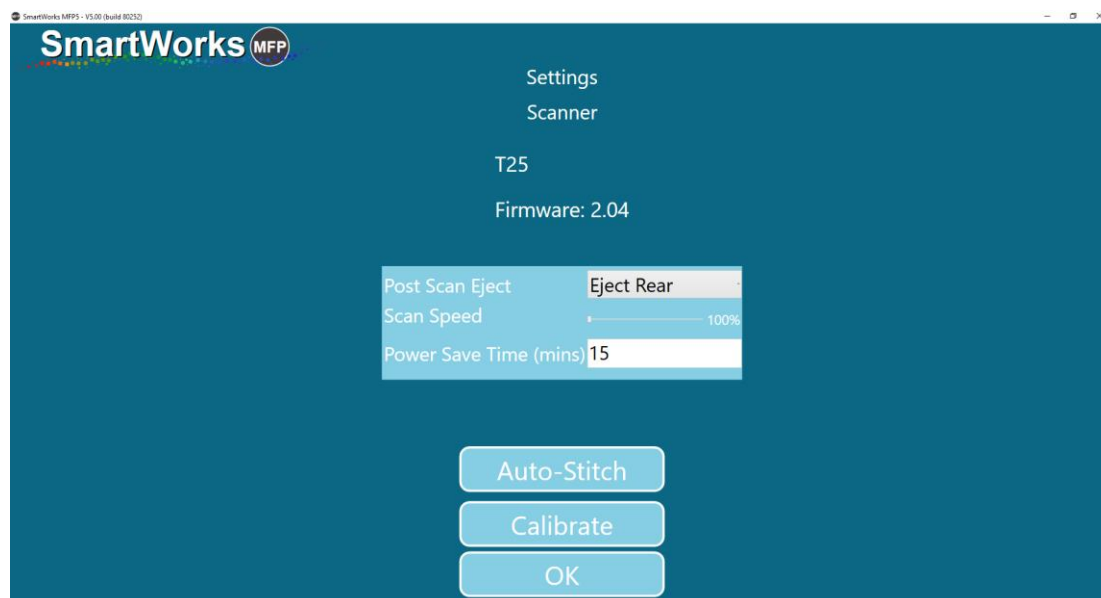 SmartWorks MFP5 - V5.00 (build 00252)
SmartWorks MFP
Settings
Scanner
T25
Firmware: 2.04
Post Scan Eject Eject Rear
Scan Speed 100%
Power Save Time (mins) 15
Auto-Stitch
Calibrate
OK